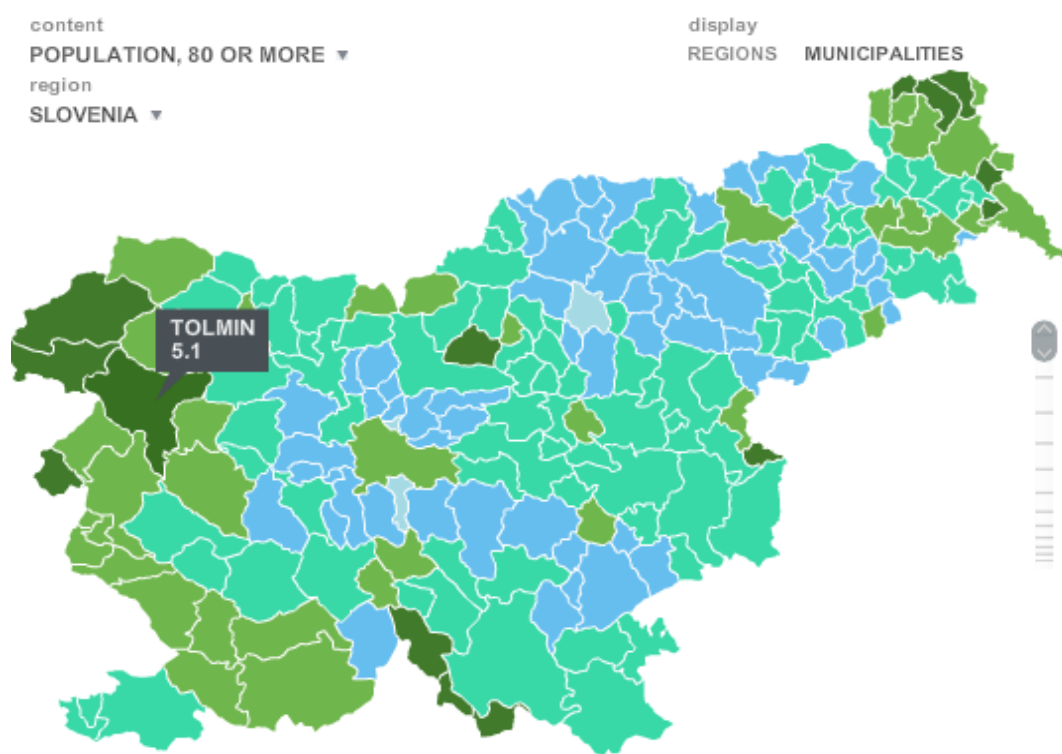 content
POPULATION, 80 OR MORE
region
SLOVENIA
display
REGIONS MUNICIPALITIES
TOLMIN
5.1